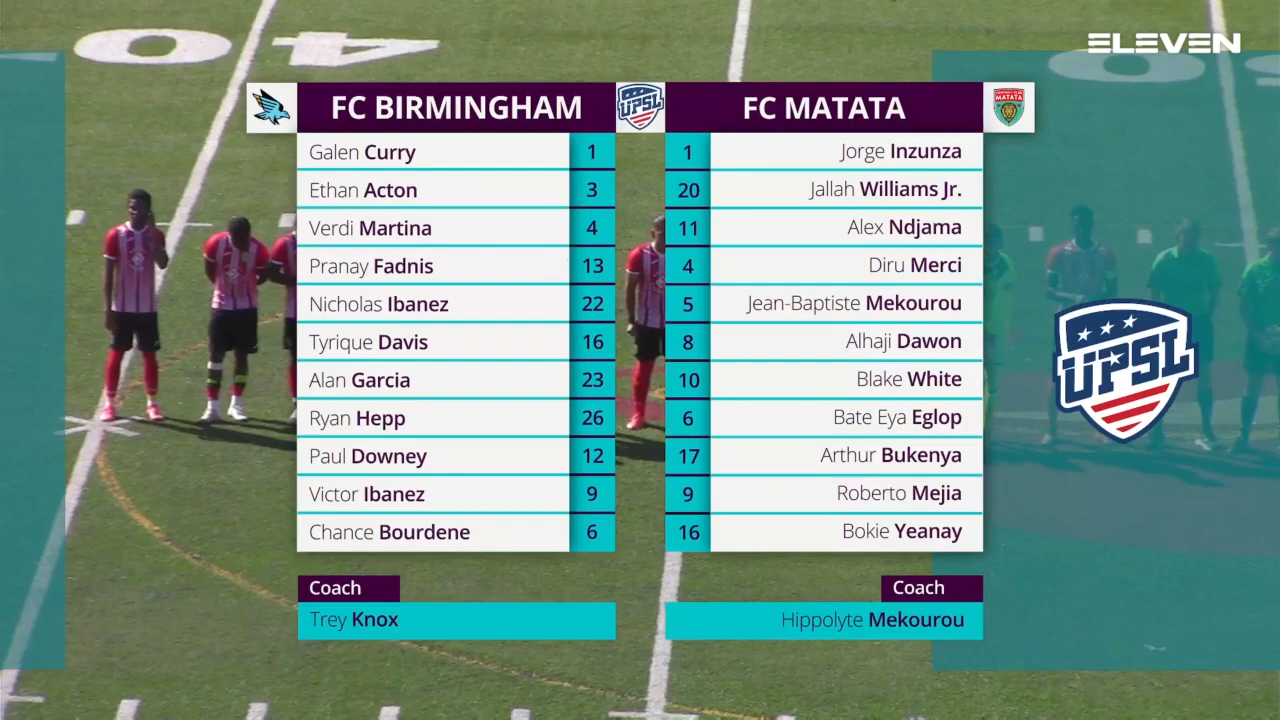 40
ELEVEN
FC BIRMINGHAM
UPSL
FC MATATA
MATATA
Galen Curry 1
Ethan Acton 3
Verdi Martina 4
Pranay Fadnis 13
Nicholas Ibanez 22
Tyrique Davis 16
Alan Garcia 23
Ryan Hepp 26
Paul Downey 12
Victor Ibanez 9
Chance Bourdene 6
1 Jorge Inzunza
20 Jallah Williams Jr.
11 Alex Ndjama
4 Diru Merci
5 Jean-Baptiste Mekourou
8 Alhaji Dawon
10 Blake White
6 Bate Eya Eglop
17 Arthur Bukenya
9 Roberto Mejia
16 Bokie Yeanay
Coach
Trey Knox
Coach
Hippolyte Mekourou
UPSL